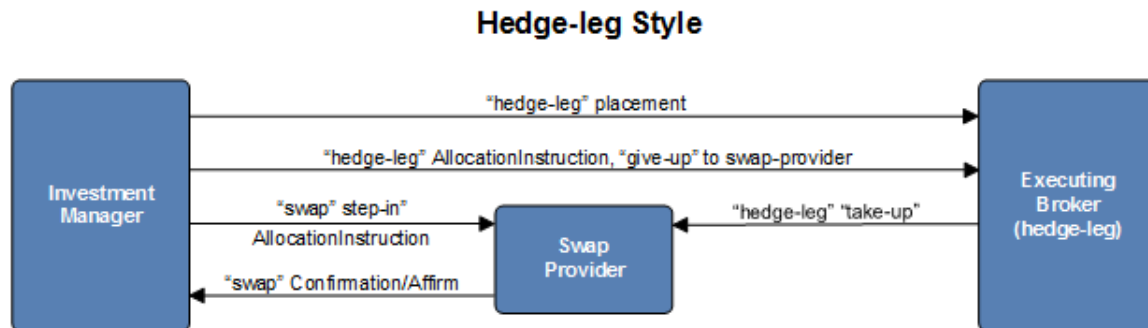 Hedge-leg Style
“hedge-leg” placement
“hedge-leg” AllocationInstruction, “give-up” to swap-provider
Investment
Manager
“swap” step-in”
AllocationInstruction
“swap” Confirmation/Affirm
Swap
Provider
“hedge-leg” “take-up”
Executing
Broker
(hedge-leg)